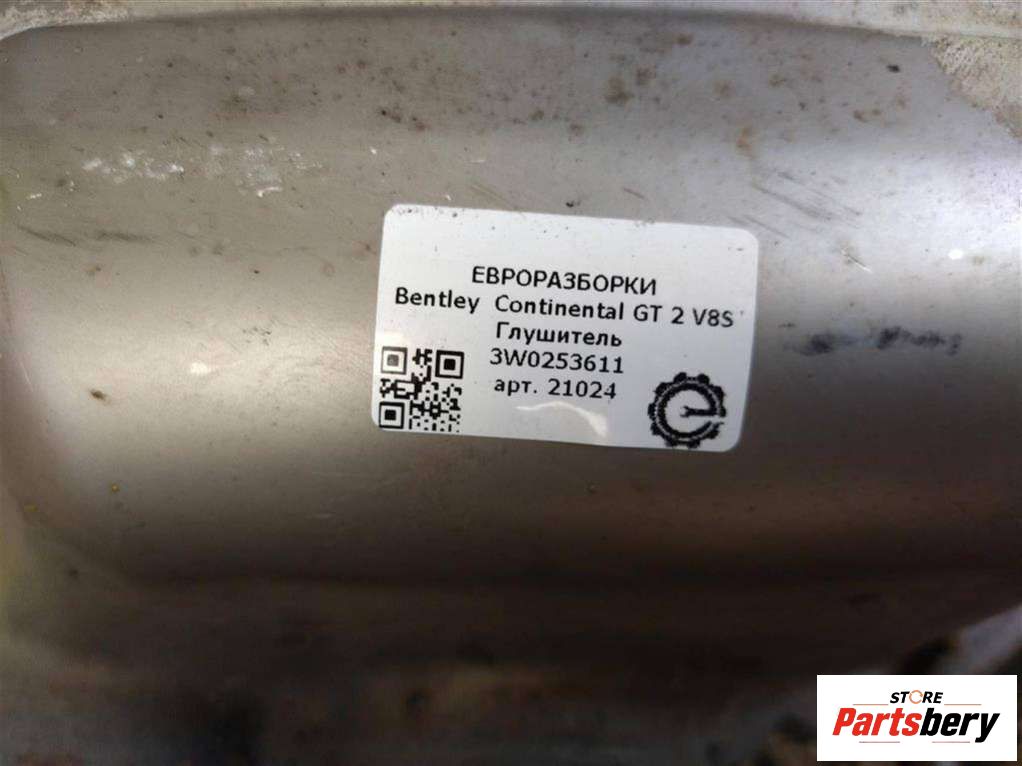 ЕВРОРАЗБОРКИ
Bentley Continental GT 2 V8S
Глушитель
3W0253611
арт. 21024
STORE
Partsbery